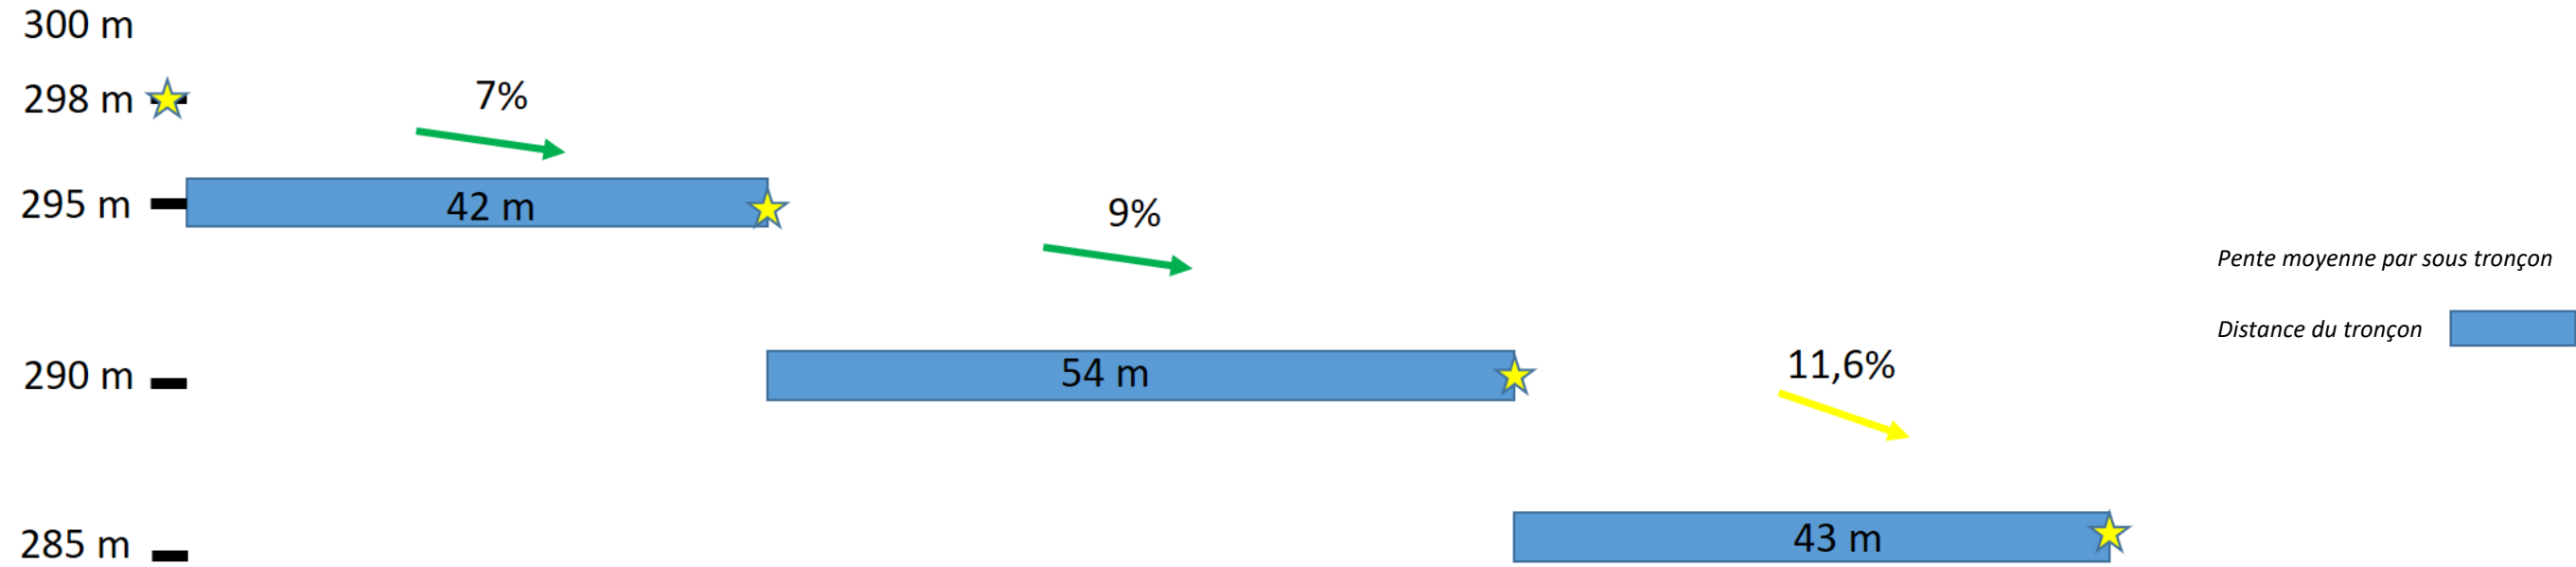 300 m
298 m
7%
295 m
42 m
9%
Pente moyenne par sous tronçon
Distance du tronçon
290 m
54 m
11,6%
285 m
43 m